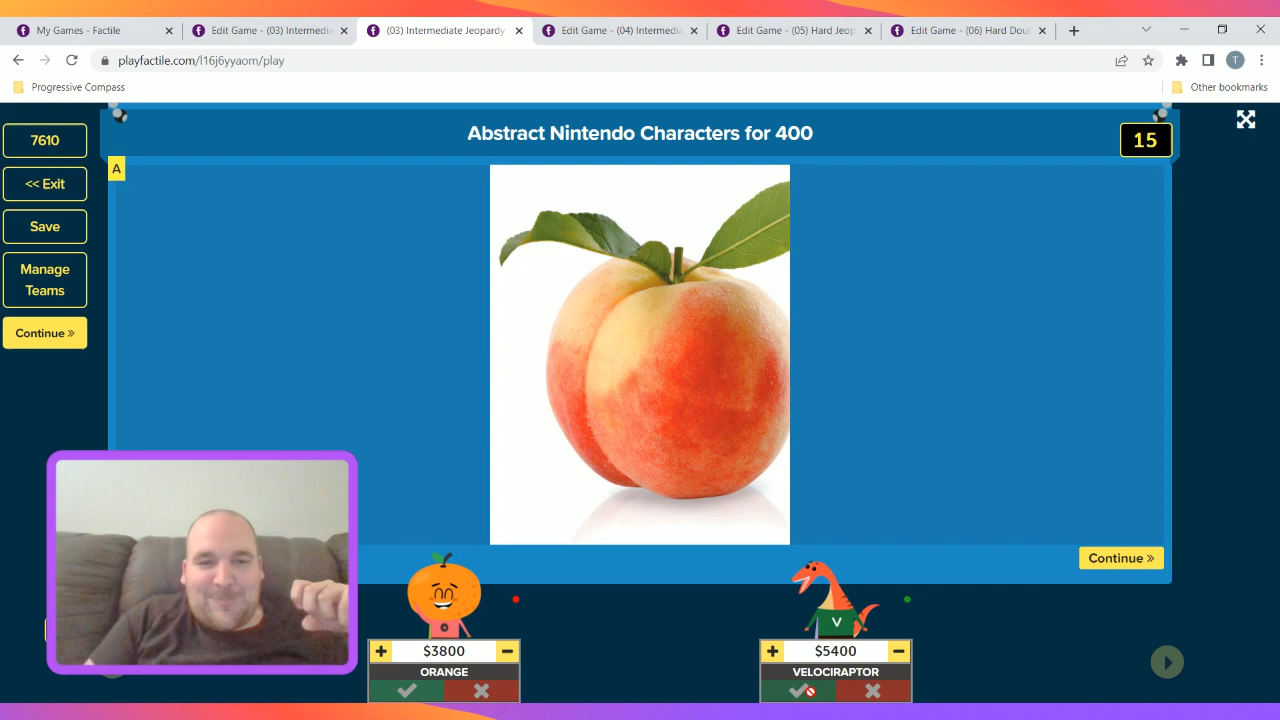 My Games - Factile
Edit Game - (03) Intermedia
(03) Intermediate Jeopardy
Edit Game - (04) Intermedia
Edit Game - (05) Hard Jeop
Edit Game - (06) Hard Dou
playfactile.com/l16j6yyaom/play
T
Progressive Compass
Other bookmarks
7610
Abstract Nintendo Characters for 400
15
A
<< Exit
Save
Manage
Teams
Continue »
Continue »
V
+ $3800 −
+ $5400 −
ORANGE
VELOCIRAPTOR